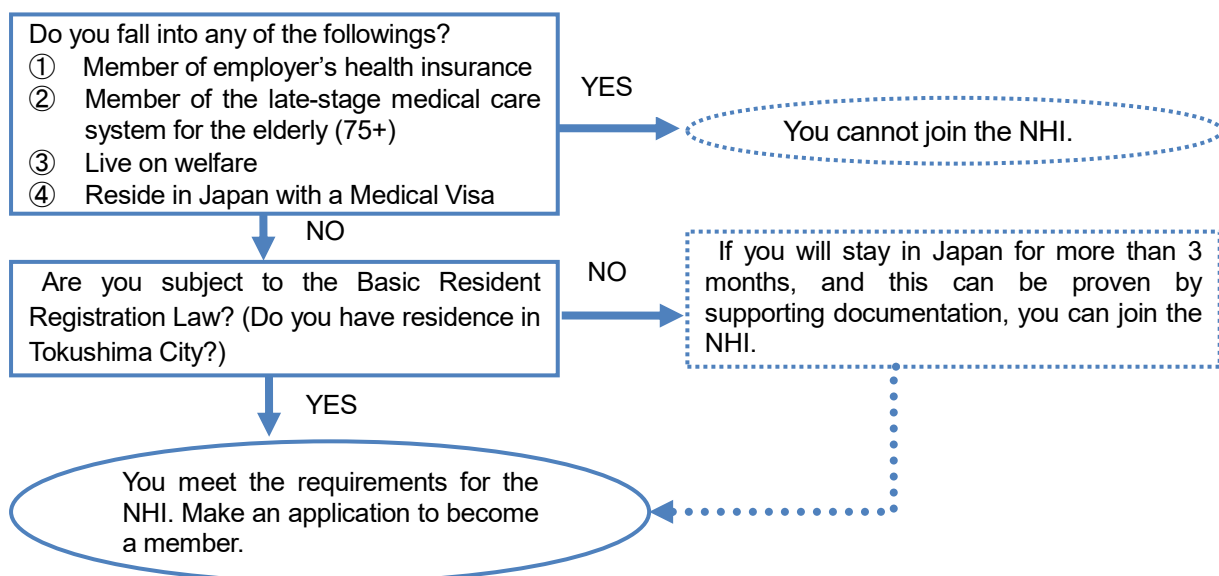 Do you fall into any of the followings?
① Member of employer’s health insurance
② Member of the late-stage medical care
system for the elderly (75+)
③ Live on welfare
④ Reside in Japan with a Medical Visa
YES
You cannot join the NHI.
NO
Are you subject to the Basic Resident
Registration Law? (Do you have residence in
Tokushima City?)
NO
If you will stay in Japan for more than 3
months, and this can be proven by
supporting documentation, you can join the
NHI.
YES
You meet the requirements for the
NHI. Make an application to become
a member.